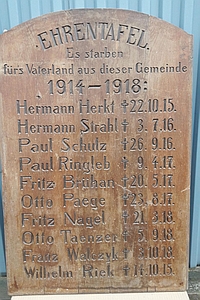 EHRENTAFEL.
Es starben
fürs Vaterland aus dieser Gemeinde
1914-1918:
Hermann Herkt ✝ 22.10.15.
Hermann Strahl ✝ 3.7.16.
Paul Schulz ✝ 26.9.16.
Paul Ringleb ✝ 9.4.17.
Fritz Bruhan ✝ 20.5.17.
Otto Paege ✝ 23.8.17.
Fritz Nagel ✝ 21.3.18.
Otto Taenzer ✝ 5.9.18.
Franz Walczyk ✝ 3.10.18.
Wilhelm Rick ✝ 11.10.15.